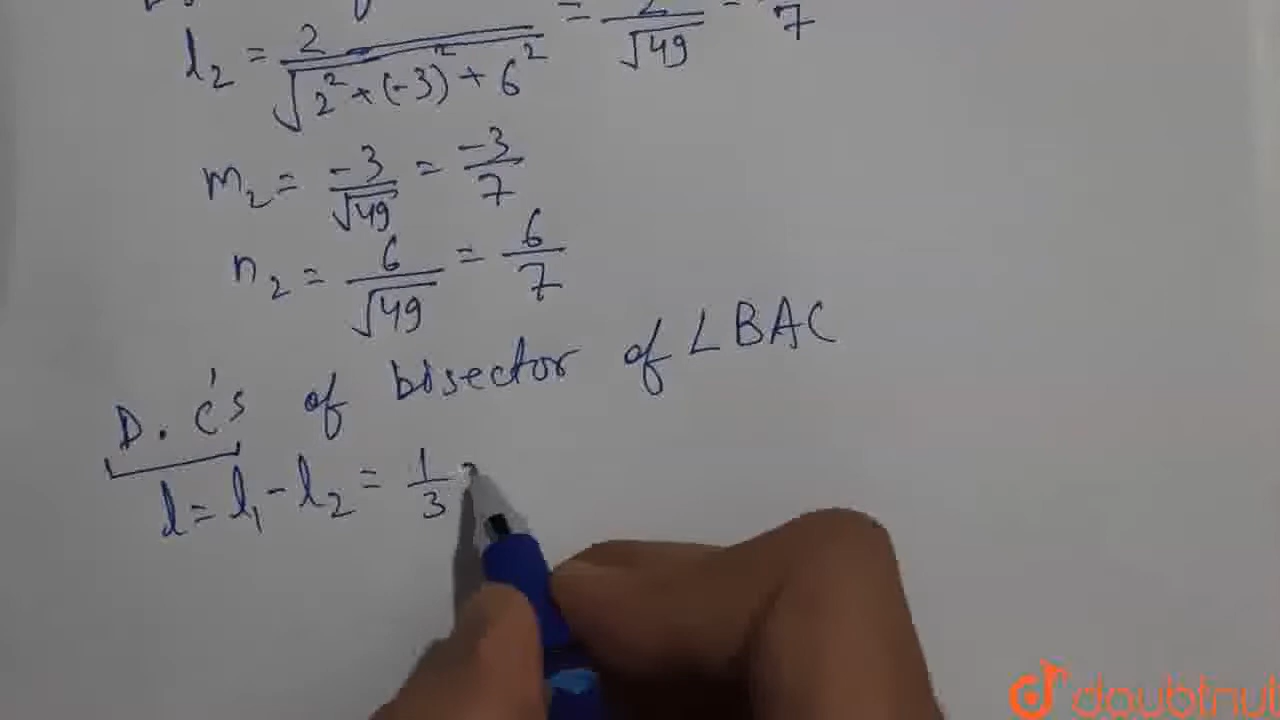 l₂ = 2/√(2² + (-3)² + 6²) = 2/√49 = /7
m₂ = -3/√49 = -3/7
n₂ = 6/√49 = 6/7
D.C's of bisector of ∠BAC
l = l₁ - l₂ = 1/3
doubtnut